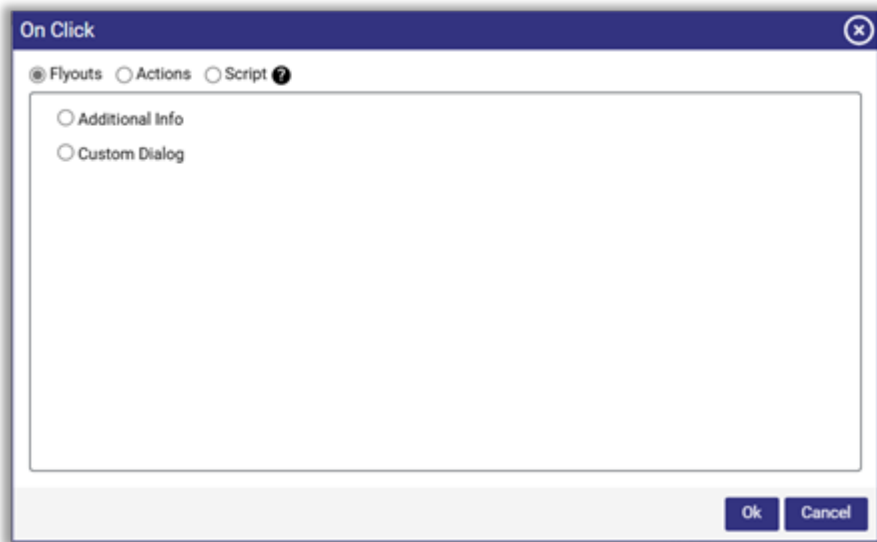 On Click
Flyouts Actions Script ?
Additional Info
Custom Dialog
Ok Cancel